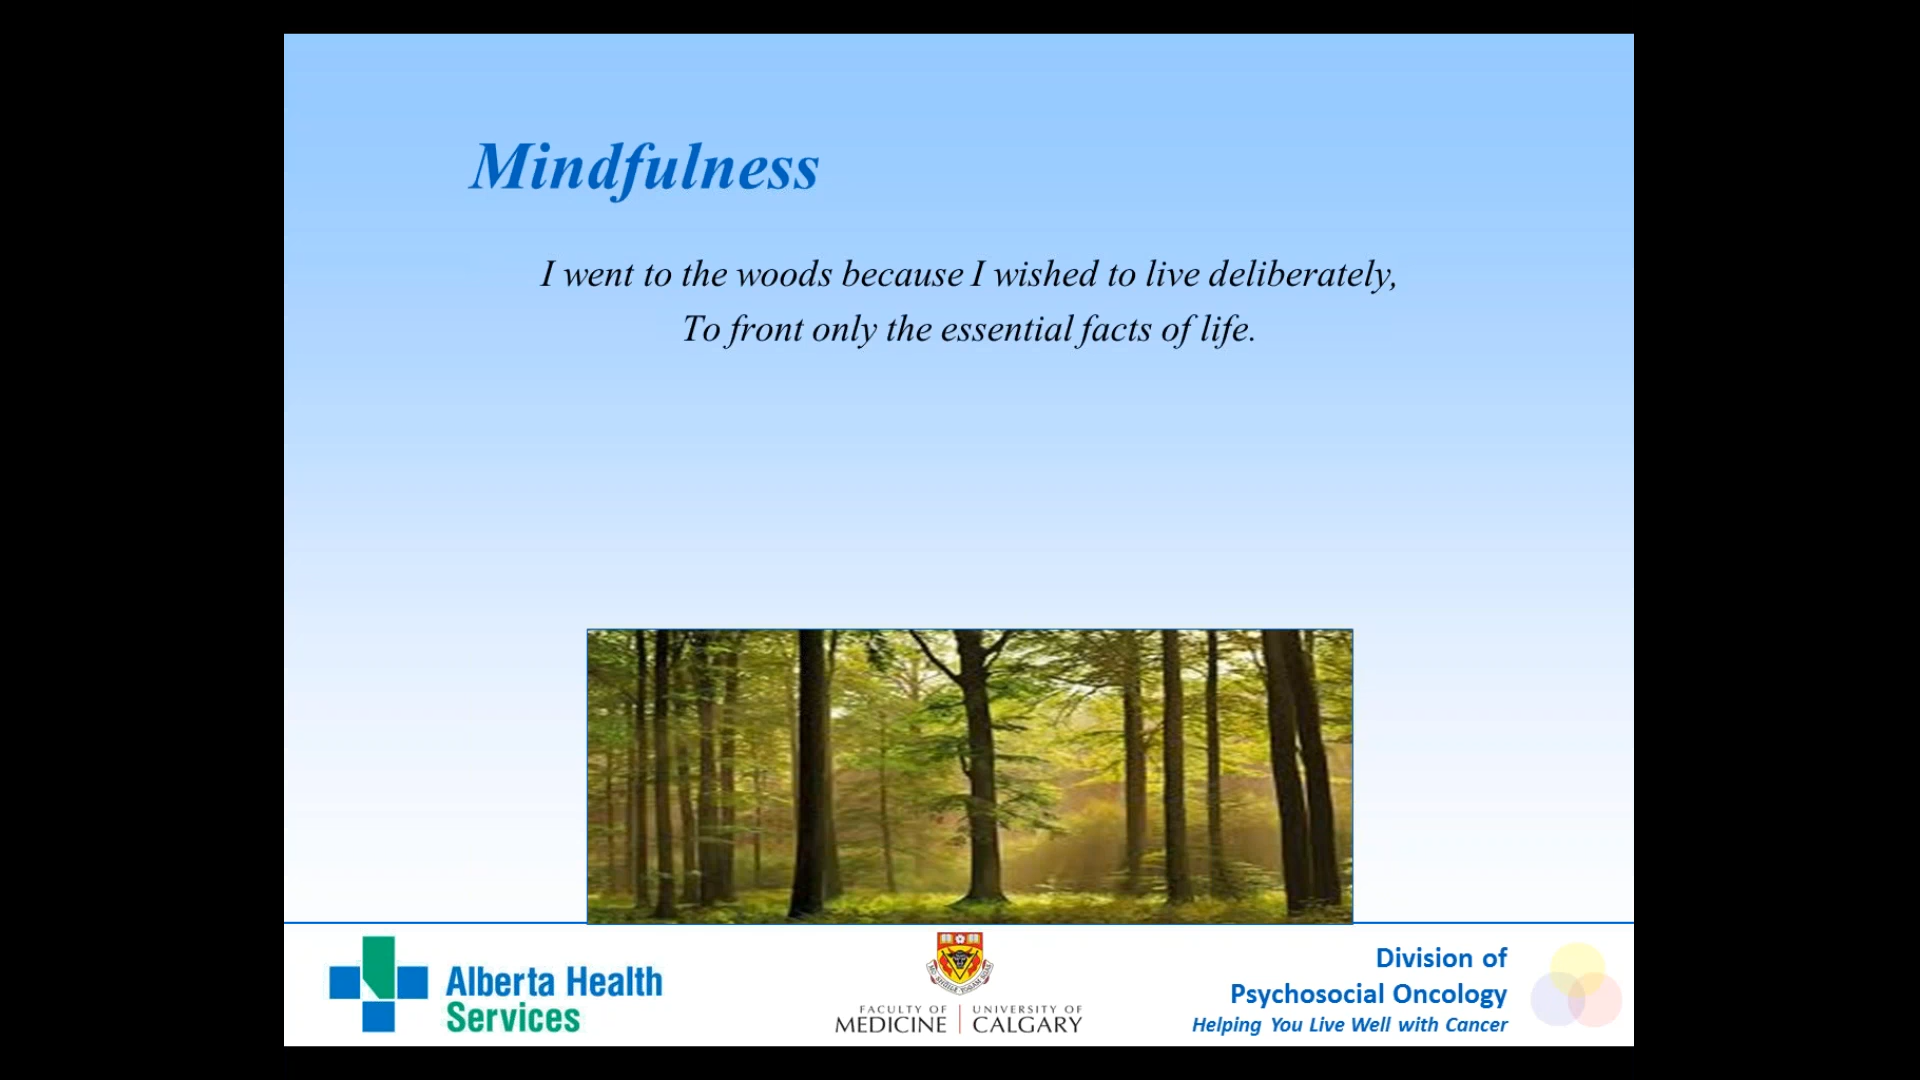 Mindfulness
I went to the woods because I wished to live deliberately,
To front only the essential facts of life.
Alberta Health
Services
FACULTY OF
MEDICINE
UNIVERSITY OF
CALGARY
Division of
Psychosocial Oncology
Helping You Live Well with Cancer